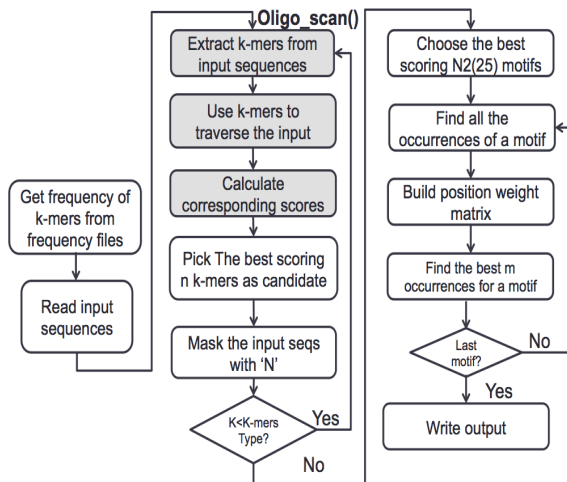 Oligo_scan()
Get frequency of
k-mers from
frequency files
Read input
sequences
Extract k-mers from
input sequences
Use k-mers to
traverse the input
Calculate
corresponding scores
Pick The best scoring
n k-mers as candidate
Mask the input seqs
with 'N'
K<K-mers
Type?
Yes
No
Choose the best
scoring N2(25) motifs
Find all the
occurrences of a motif
Build position weight
matrix
Find the best m
occurrences for a motif
Last
motif?
No
Yes
Write output